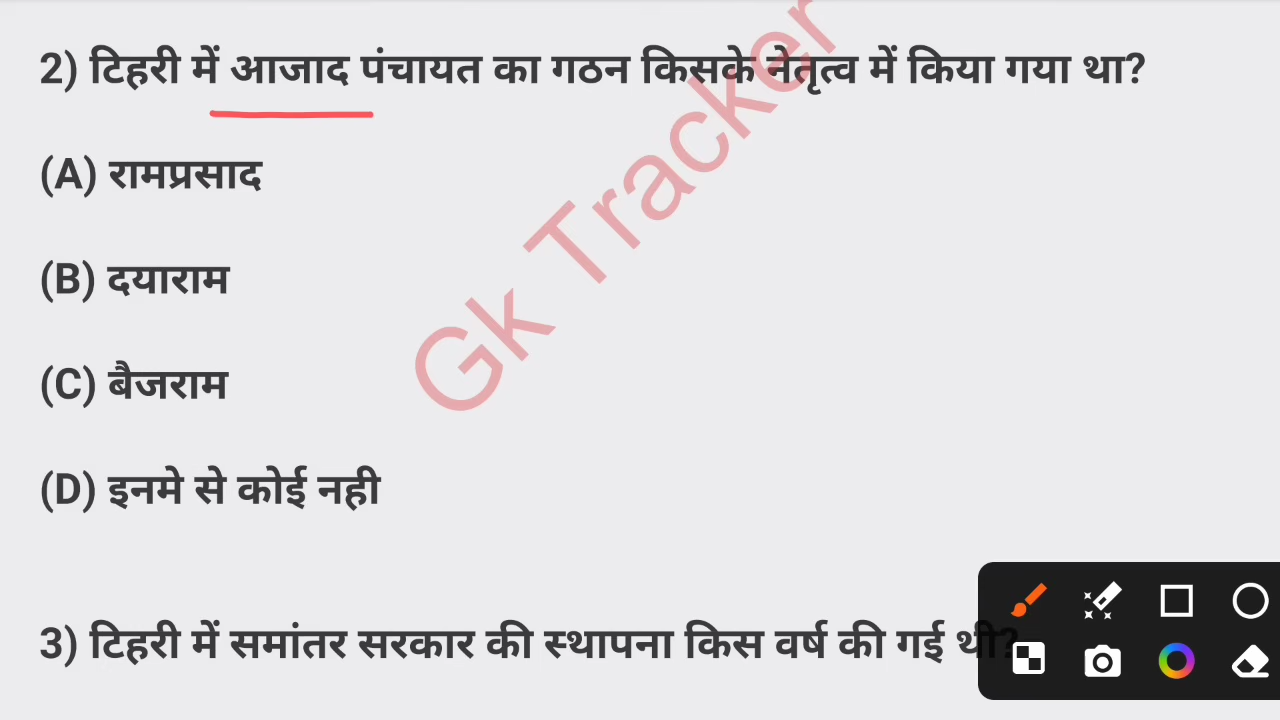 2) टिहरी में आजाद पंचायत का गठन किसके नेतृत्व में किया गया था?
Gk Tracker
(A) रामप्रसाद
(B) दयाराम
(C) बैजराम
(D) इनमे से कोई नही
3) टिहरी में समांतर सरकार की स्थापना किस वर्ष की गई थी?